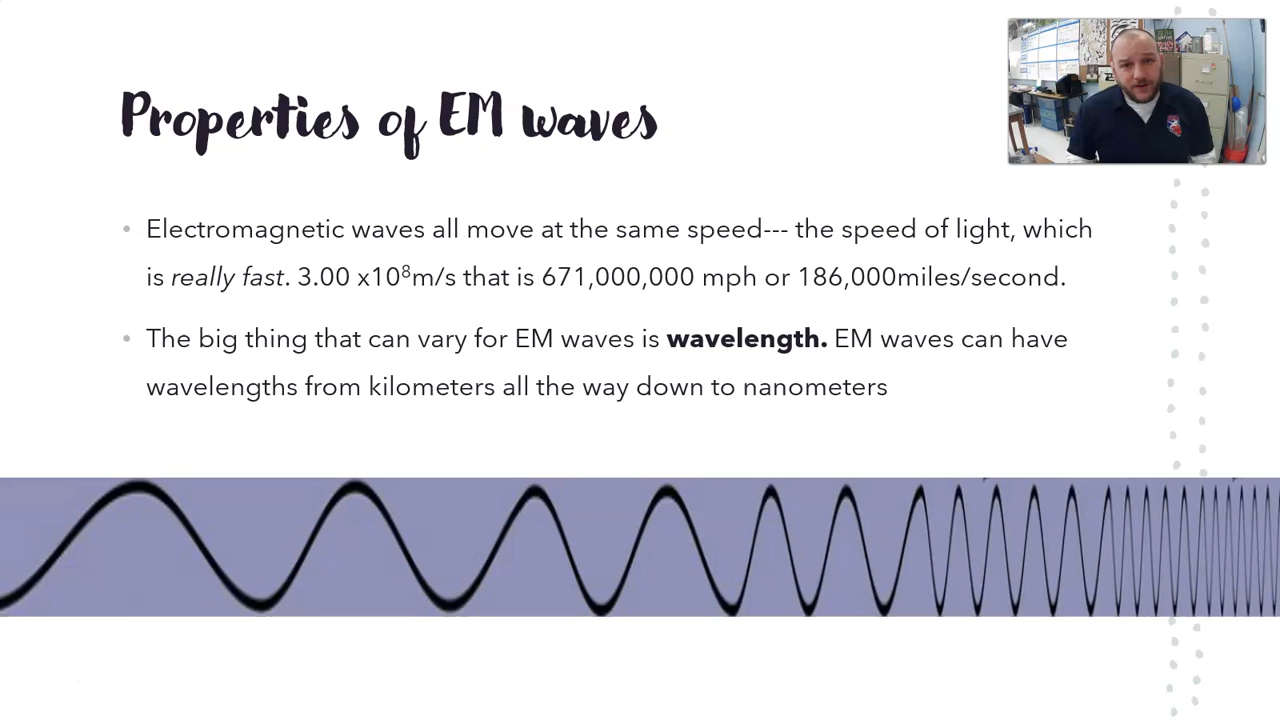 Properties of EM waves
Electromagnetic waves all move at the same speed--- the speed of light, which
is really fast. 3.00 x10⁸m/s that is 671,000,000 mph or 186,000miles/second.
The big thing that can vary for EM waves is wavelength. EM waves can have
wavelengths from kilometers all the way down to nanometers